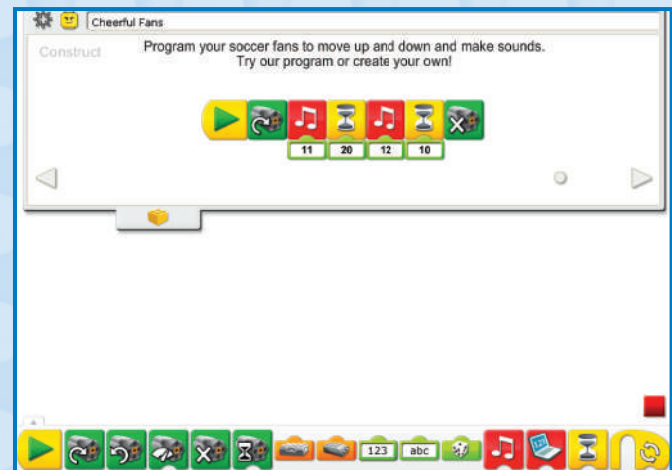 Cheerful Fans
Construct
Program your soccer fans to move up and down and make sounds.
Try our program or create your own!
11 20 12 10
123 abc